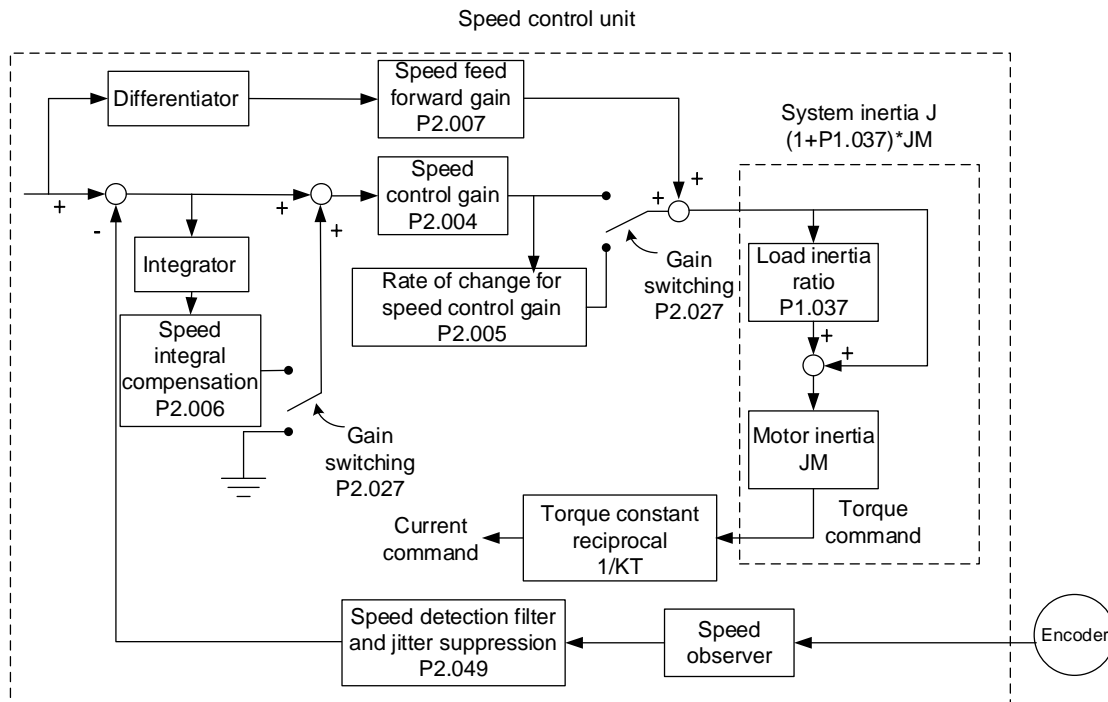 Speed control unit
Differentiator
Speed feed
forward gain
P2.007
System inertia J
(1+P1.037)*JM
+
+
-
+
+
Speed
control gain
P2.004
+
+
Integrator
Rate of change for
speed control gain
P2.005
Gain
switching
P2.027
Load inertia
ratio
P1.037
+
+
Speed
integral
compensation
P2.006
Gain
switching
P2.027
Motor inertia
JM
Current
command
Torque constant
reciprocal
1/KT
Torque
command
Speed detection filter
and jitter suppression
P2.049
Speed
observer
Encoder